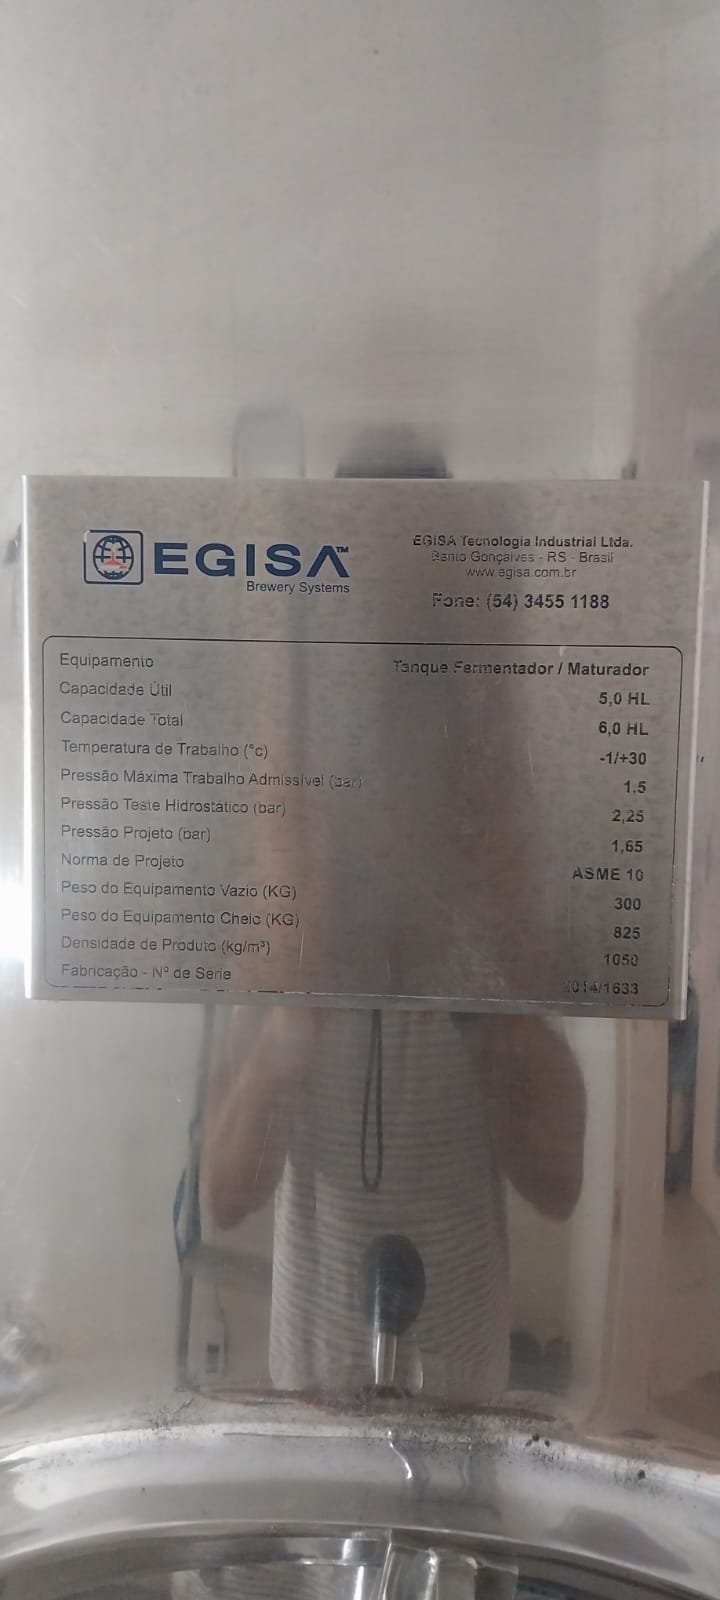 EGISA™
Brewery Systems
EGISA Tecnologia Industrial Ltda.
Bento Gonçalves - RS - Brasil
www.egisa.com.br
Fone: (54) 3455 1188
Equipamento Tanque Fermentador / Maturador
Capacidade Útil 5,0 HL
Capacidade Total 6,0 HL
Temperatura de Trabalho (°c) -1/+30
Pressão Máxima Trabalho Admissível (bar) 1,5
Pressão Teste Hidrostático (bar) 2,25
Pressão Projeto (bar) 1,65
Norma de Projeto ASME 10
Peso do Equipamento Vazio (KG) 300
Peso do Equipamento Cheio (KG) 825
Densidade de Produto (kg/m³) 1050
Fabricação - Nº de Serie 2014/1633